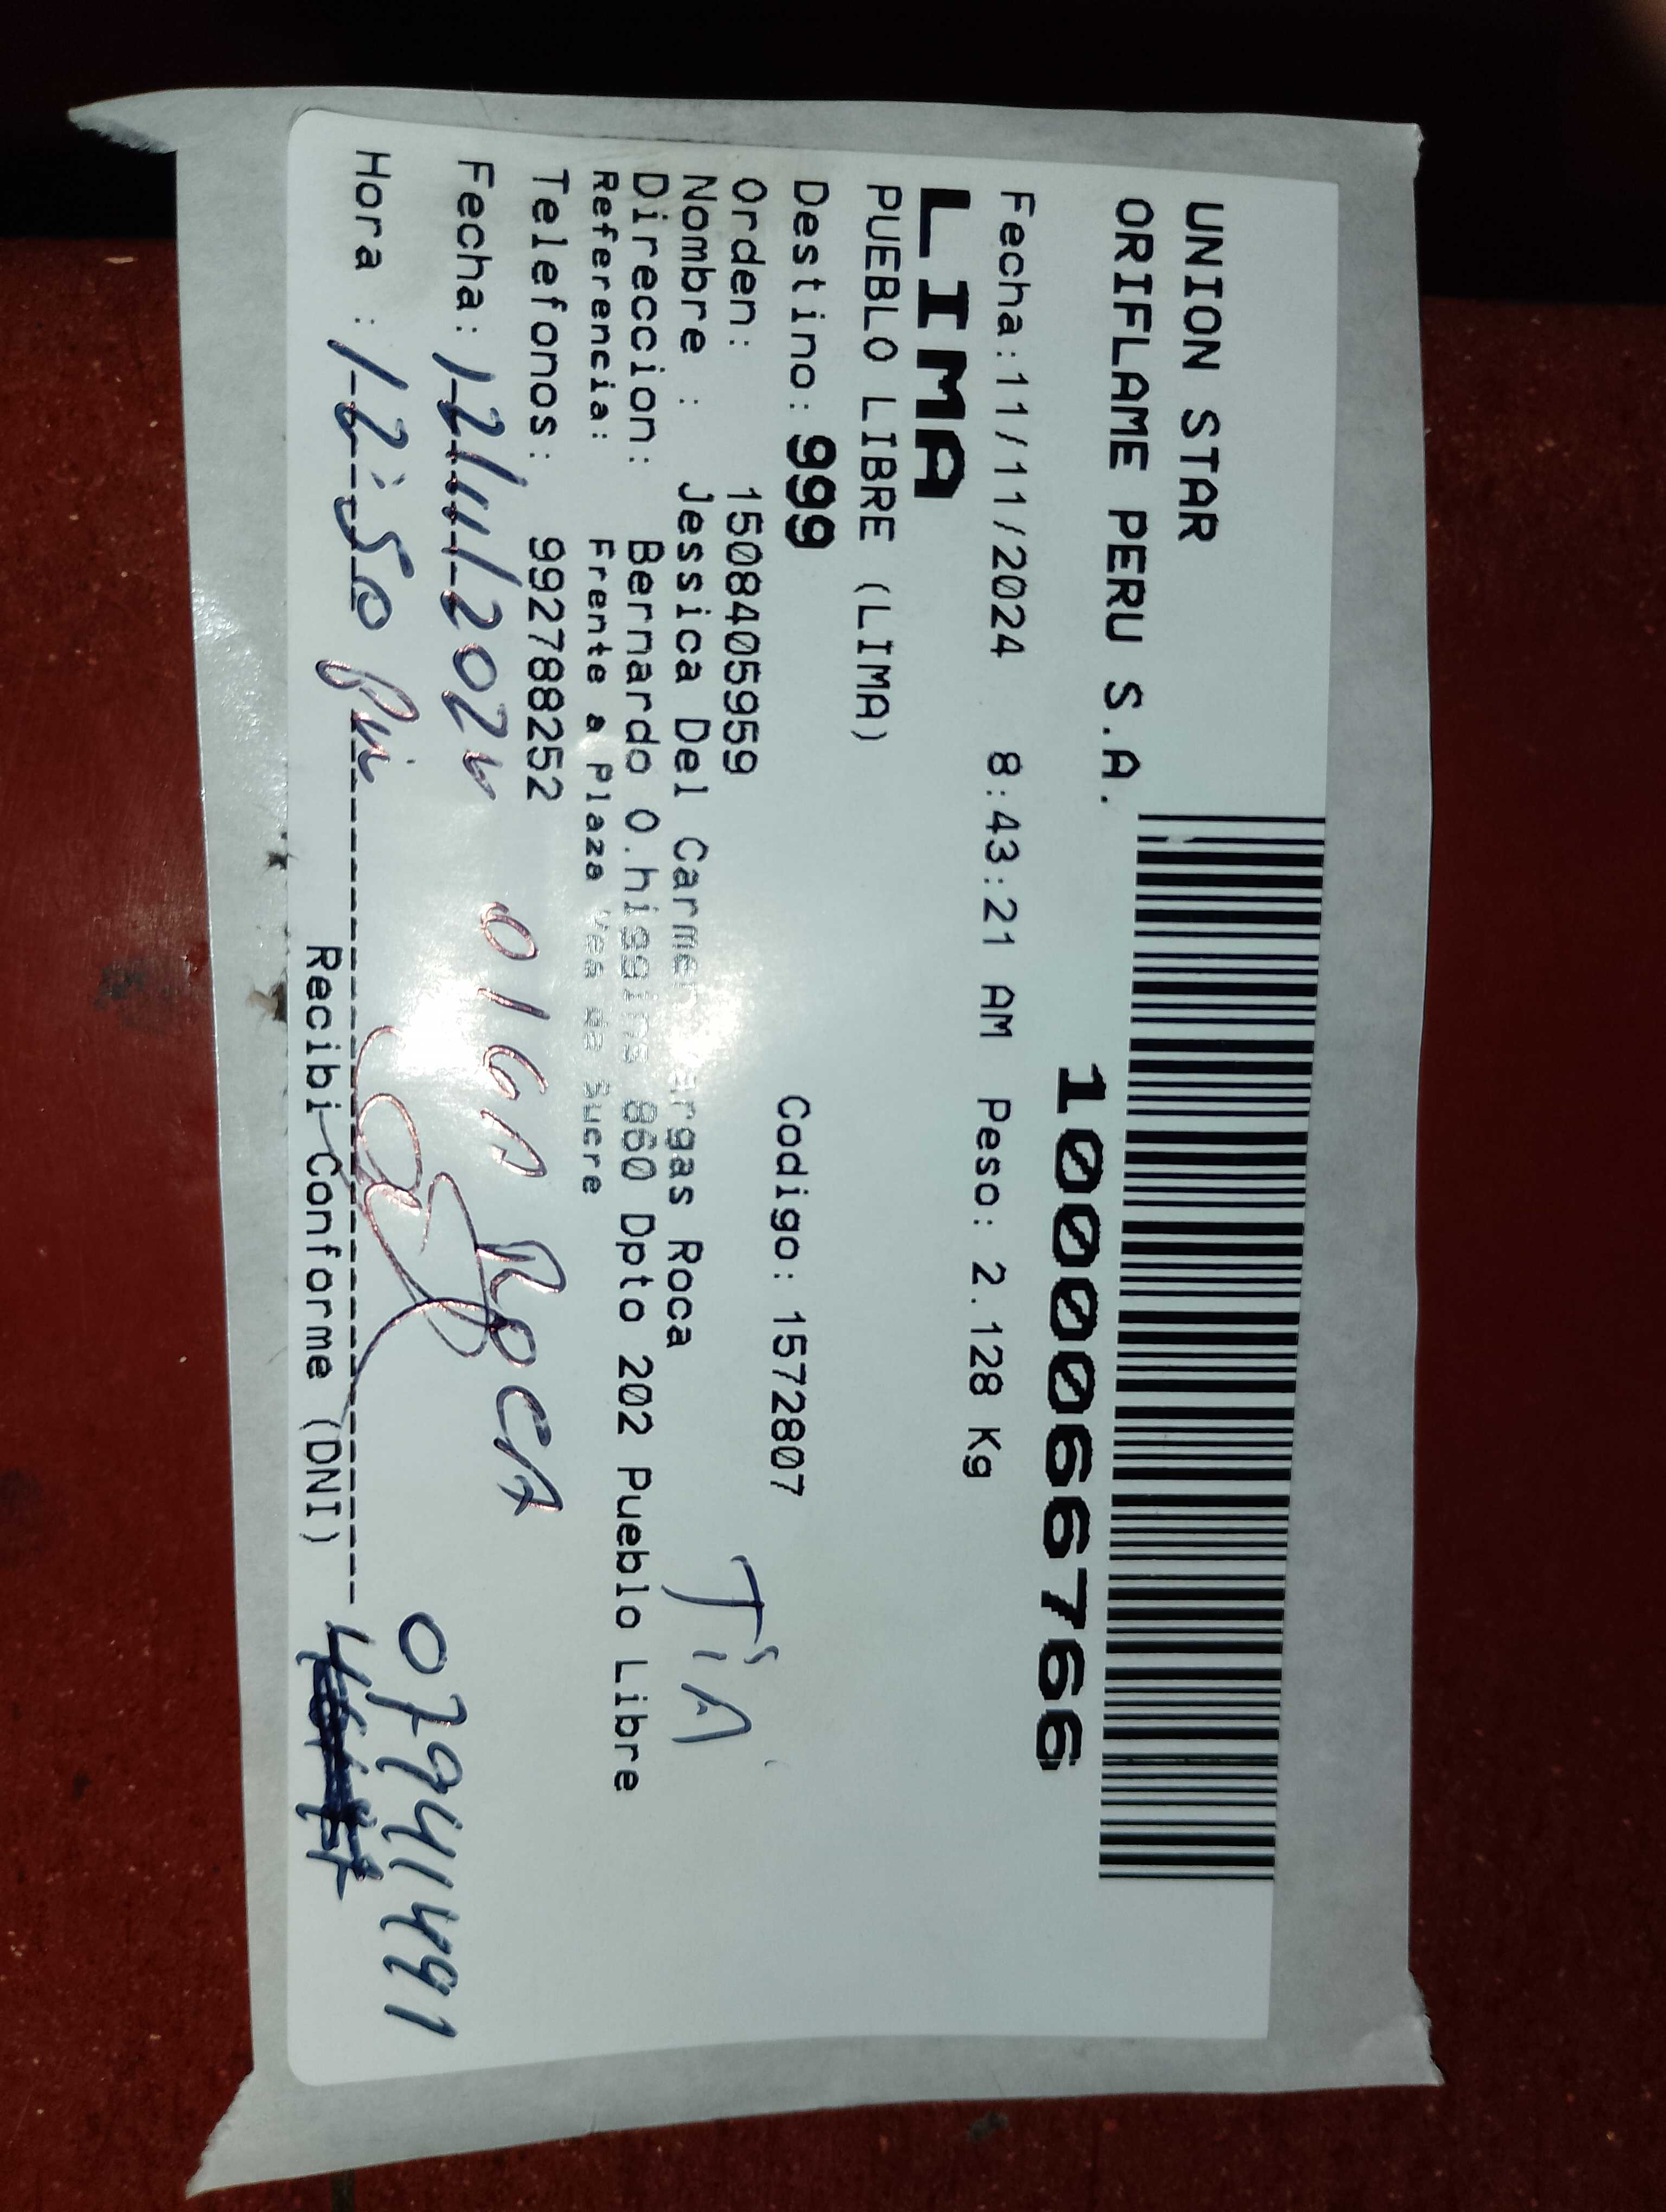 UNION STAR
ORIFLAME PERU S.A.
1000066766
Fecha:11/11/2024 8:43:21 AM Peso: 2.128 Kg
LIMA
PUEBLO LIBRE (LIMA)
Destino: 999 Codigo: 1572807
Orden: 1508405959
Nombre : Jessica Del Carmen argas Roca
Direccion: Bernardo O.higgins 860 Dpto 202 Pueblo Libre
Referencia: Frente a Plaza Vea de Sucre
Telefonos: 992788252
TIA
Fecha: 12/11/2024 OlGA ROCA
Hora : 12:50 Pm 07941491
Recibi Conforme (DNI)